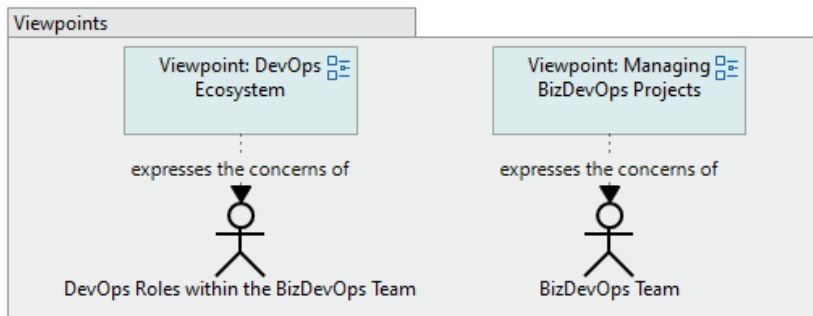 Viewpoints
Viewpoint: DevOps
Ecosystem
Viewpoint: Managing
BizDevOps Projects
expresses the concerns of
expresses the concerns of
DevOps Roles within the BizDevOps Team
BizDevOps Team